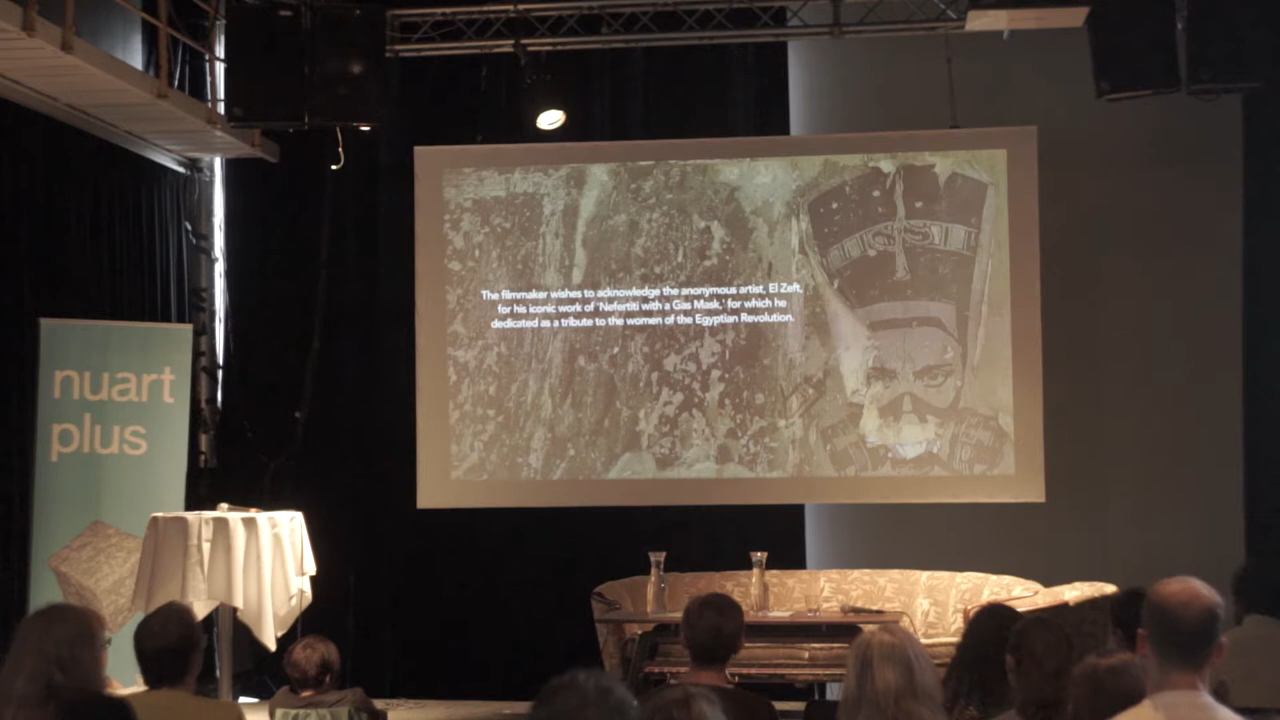 The filmmaker wishes to acknowledge the anonymous artist, El Zeft,
for his iconic work of 'Nefertiti with a Gas Mask,' for which he
dedicated as a tribute to the women of the Egyptian Revolution.
nuart
plus